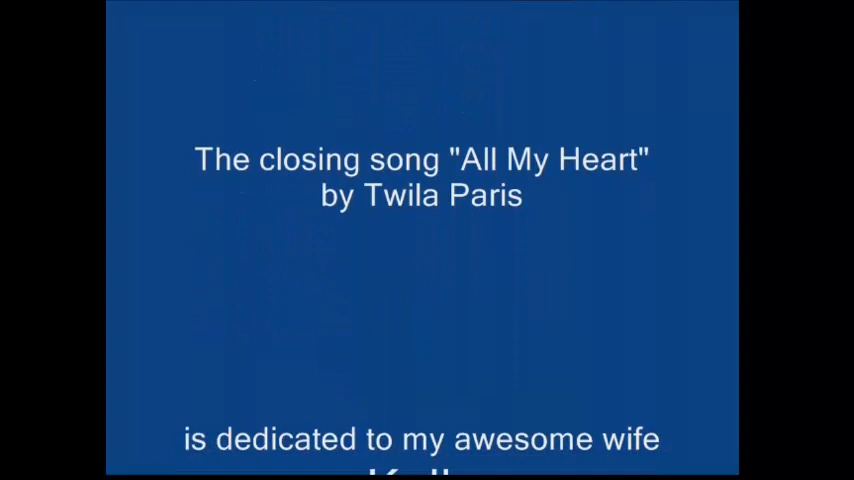 The closing song "All My Heart"
by Twila Paris
is dedicated to my awesome wife